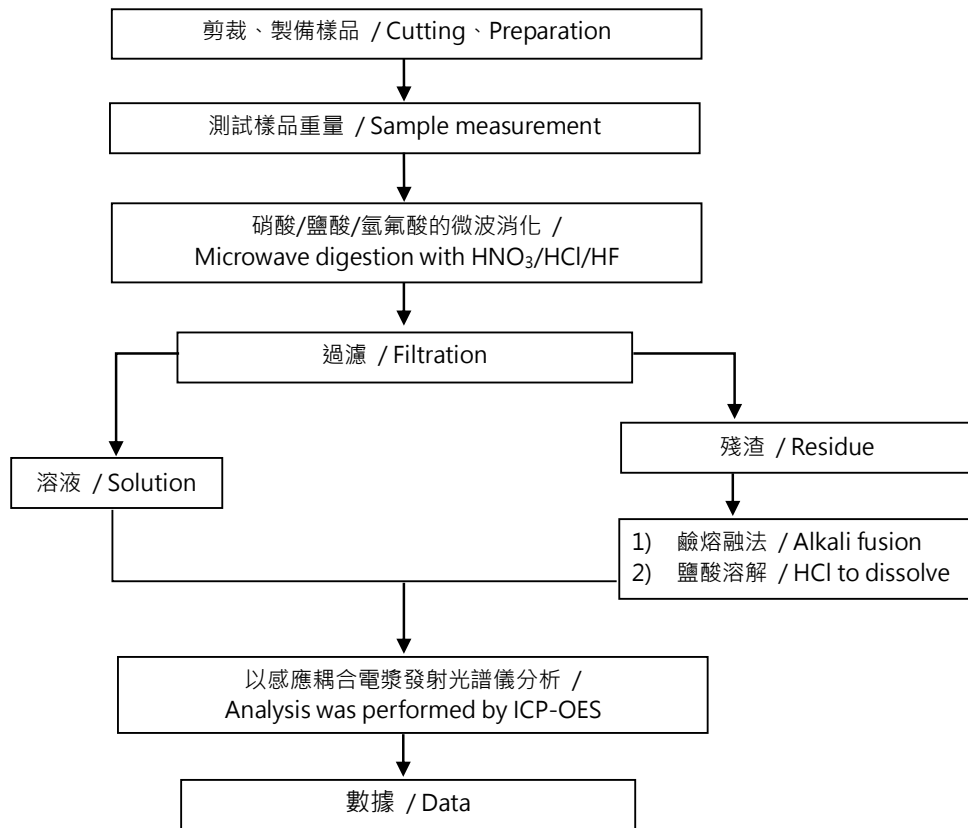 剪裁、製備樣品 / Cutting、Preparation
測試樣品重量 / Sample measurement
硝酸/鹽酸/氫氟酸的微波消化 /
Microwave digestion with HNO₃/HCl/HF
過濾 / Filtration
溶液 / Solution
殘渣 / Residue
1) 鹼熔融法 / Alkali fusion
2) 鹽酸溶解 / HCl to dissolve
以感應耦合電漿發射光譜儀分析 /
Analysis was performed by ICP-OES
數據 / Data